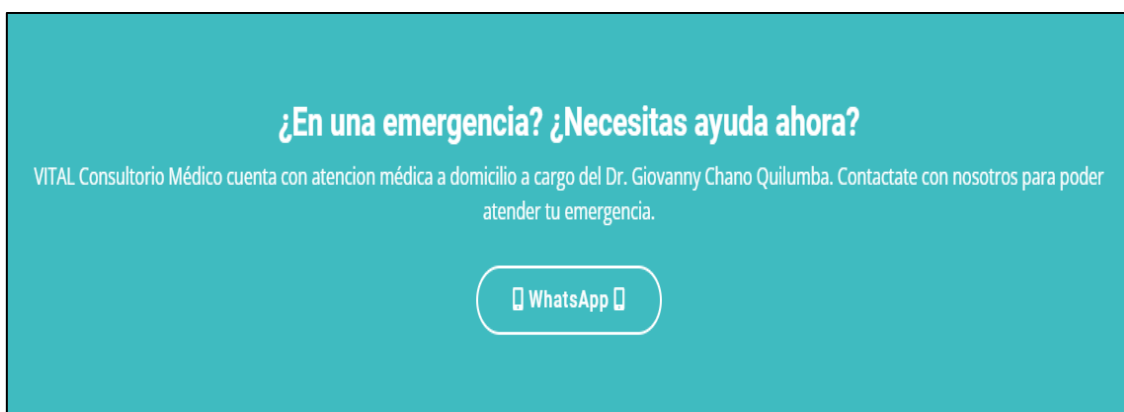 ¿En una emergencia? ¿Necesitas ayuda ahora?
VITAL Consultorio Médico cuenta con atencion médica a domicilio a cargo del Dr. Giovanny Chano Quilumba. Contactate con nosotros para poder
atender tu emergencia.
WhatsApp